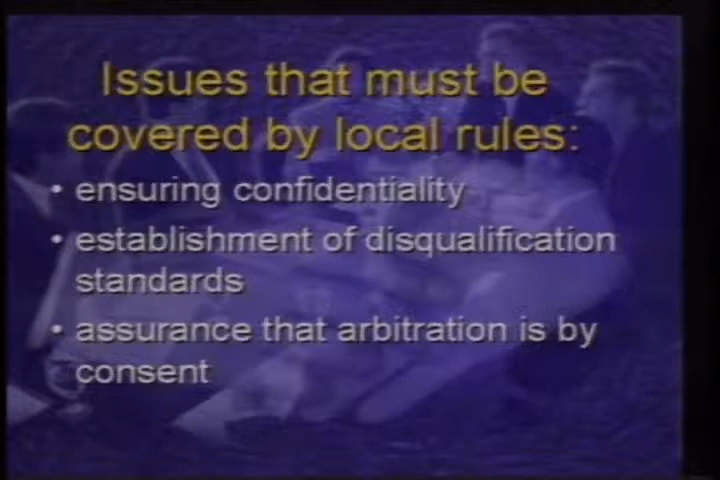 Issues that must be
covered by local rules:
• ensuring confidentiality
• establishment of disqualification
standards
• assurance that arbitration is by
consent